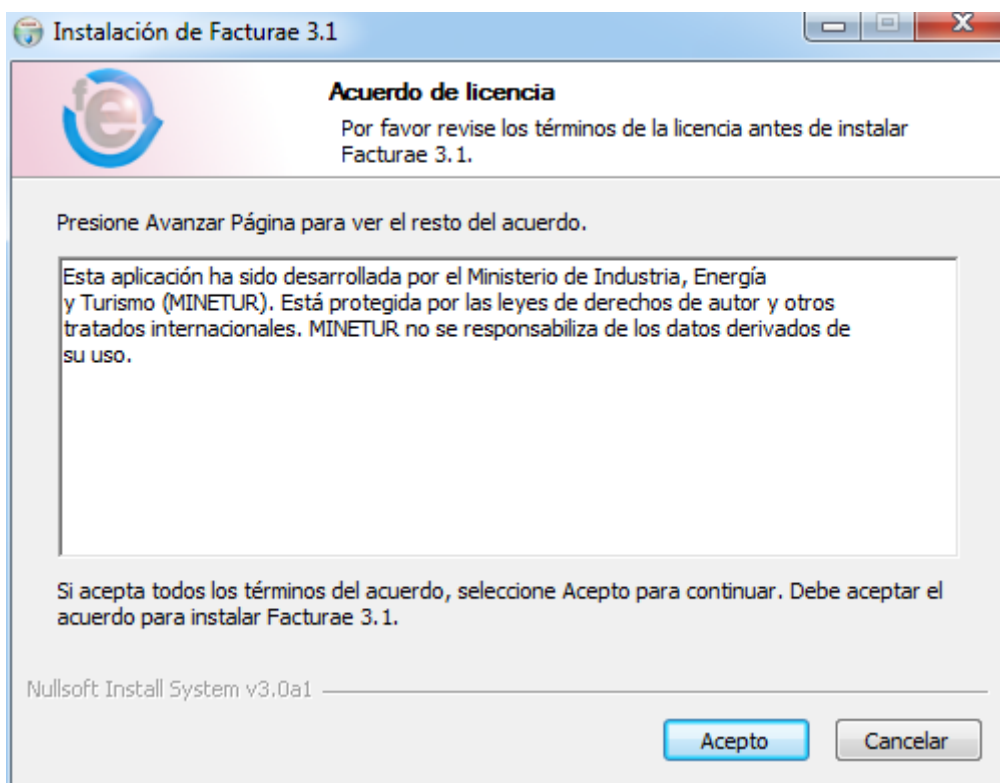 Instalación de Facturae 3.1
fe
Acuerdo de licencia
Por favor revise los términos de la licencia antes de instalar
Facturae 3.1.
Presione Avanzar Página para ver el resto del acuerdo.
Esta aplicación ha sido desarrollada por el Ministerio de Industria, Energía
y Turismo (MINETUR). Está protegida por las leyes de derechos de autor y otros
tratados internacionales. MINETUR no se responsabiliza de los datos derivados de
su uso.
Si acepta todos los términos del acuerdo, seleccione Acepto para continuar. Debe aceptar el
acuerdo para instalar Facturae 3.1.
Nullsoft Install System v3.0a1
Acepto
Cancelar